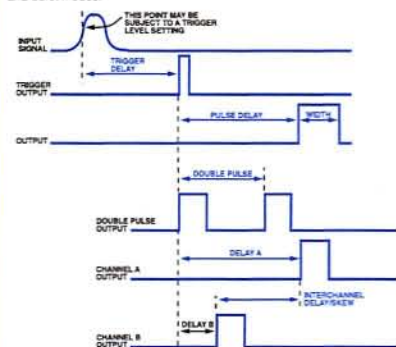 THIS POINT MAY BE
SUBJECT TO A TRIGGER
LEVEL SETTING
INPUT
SIGNAL
TRIGGER
DELAY
TRIGGER
OUTPUT
PULSE DELAY
WIDTH
OUTPUT
DOUBLE PULSE
DOUBLE PULSE
OUTPUT
DELAY A
CHANNEL A
OUTPUT
INTERCHANNEL
DELAY/SKEW
DELAY B
CHANNEL B
OUTPUT